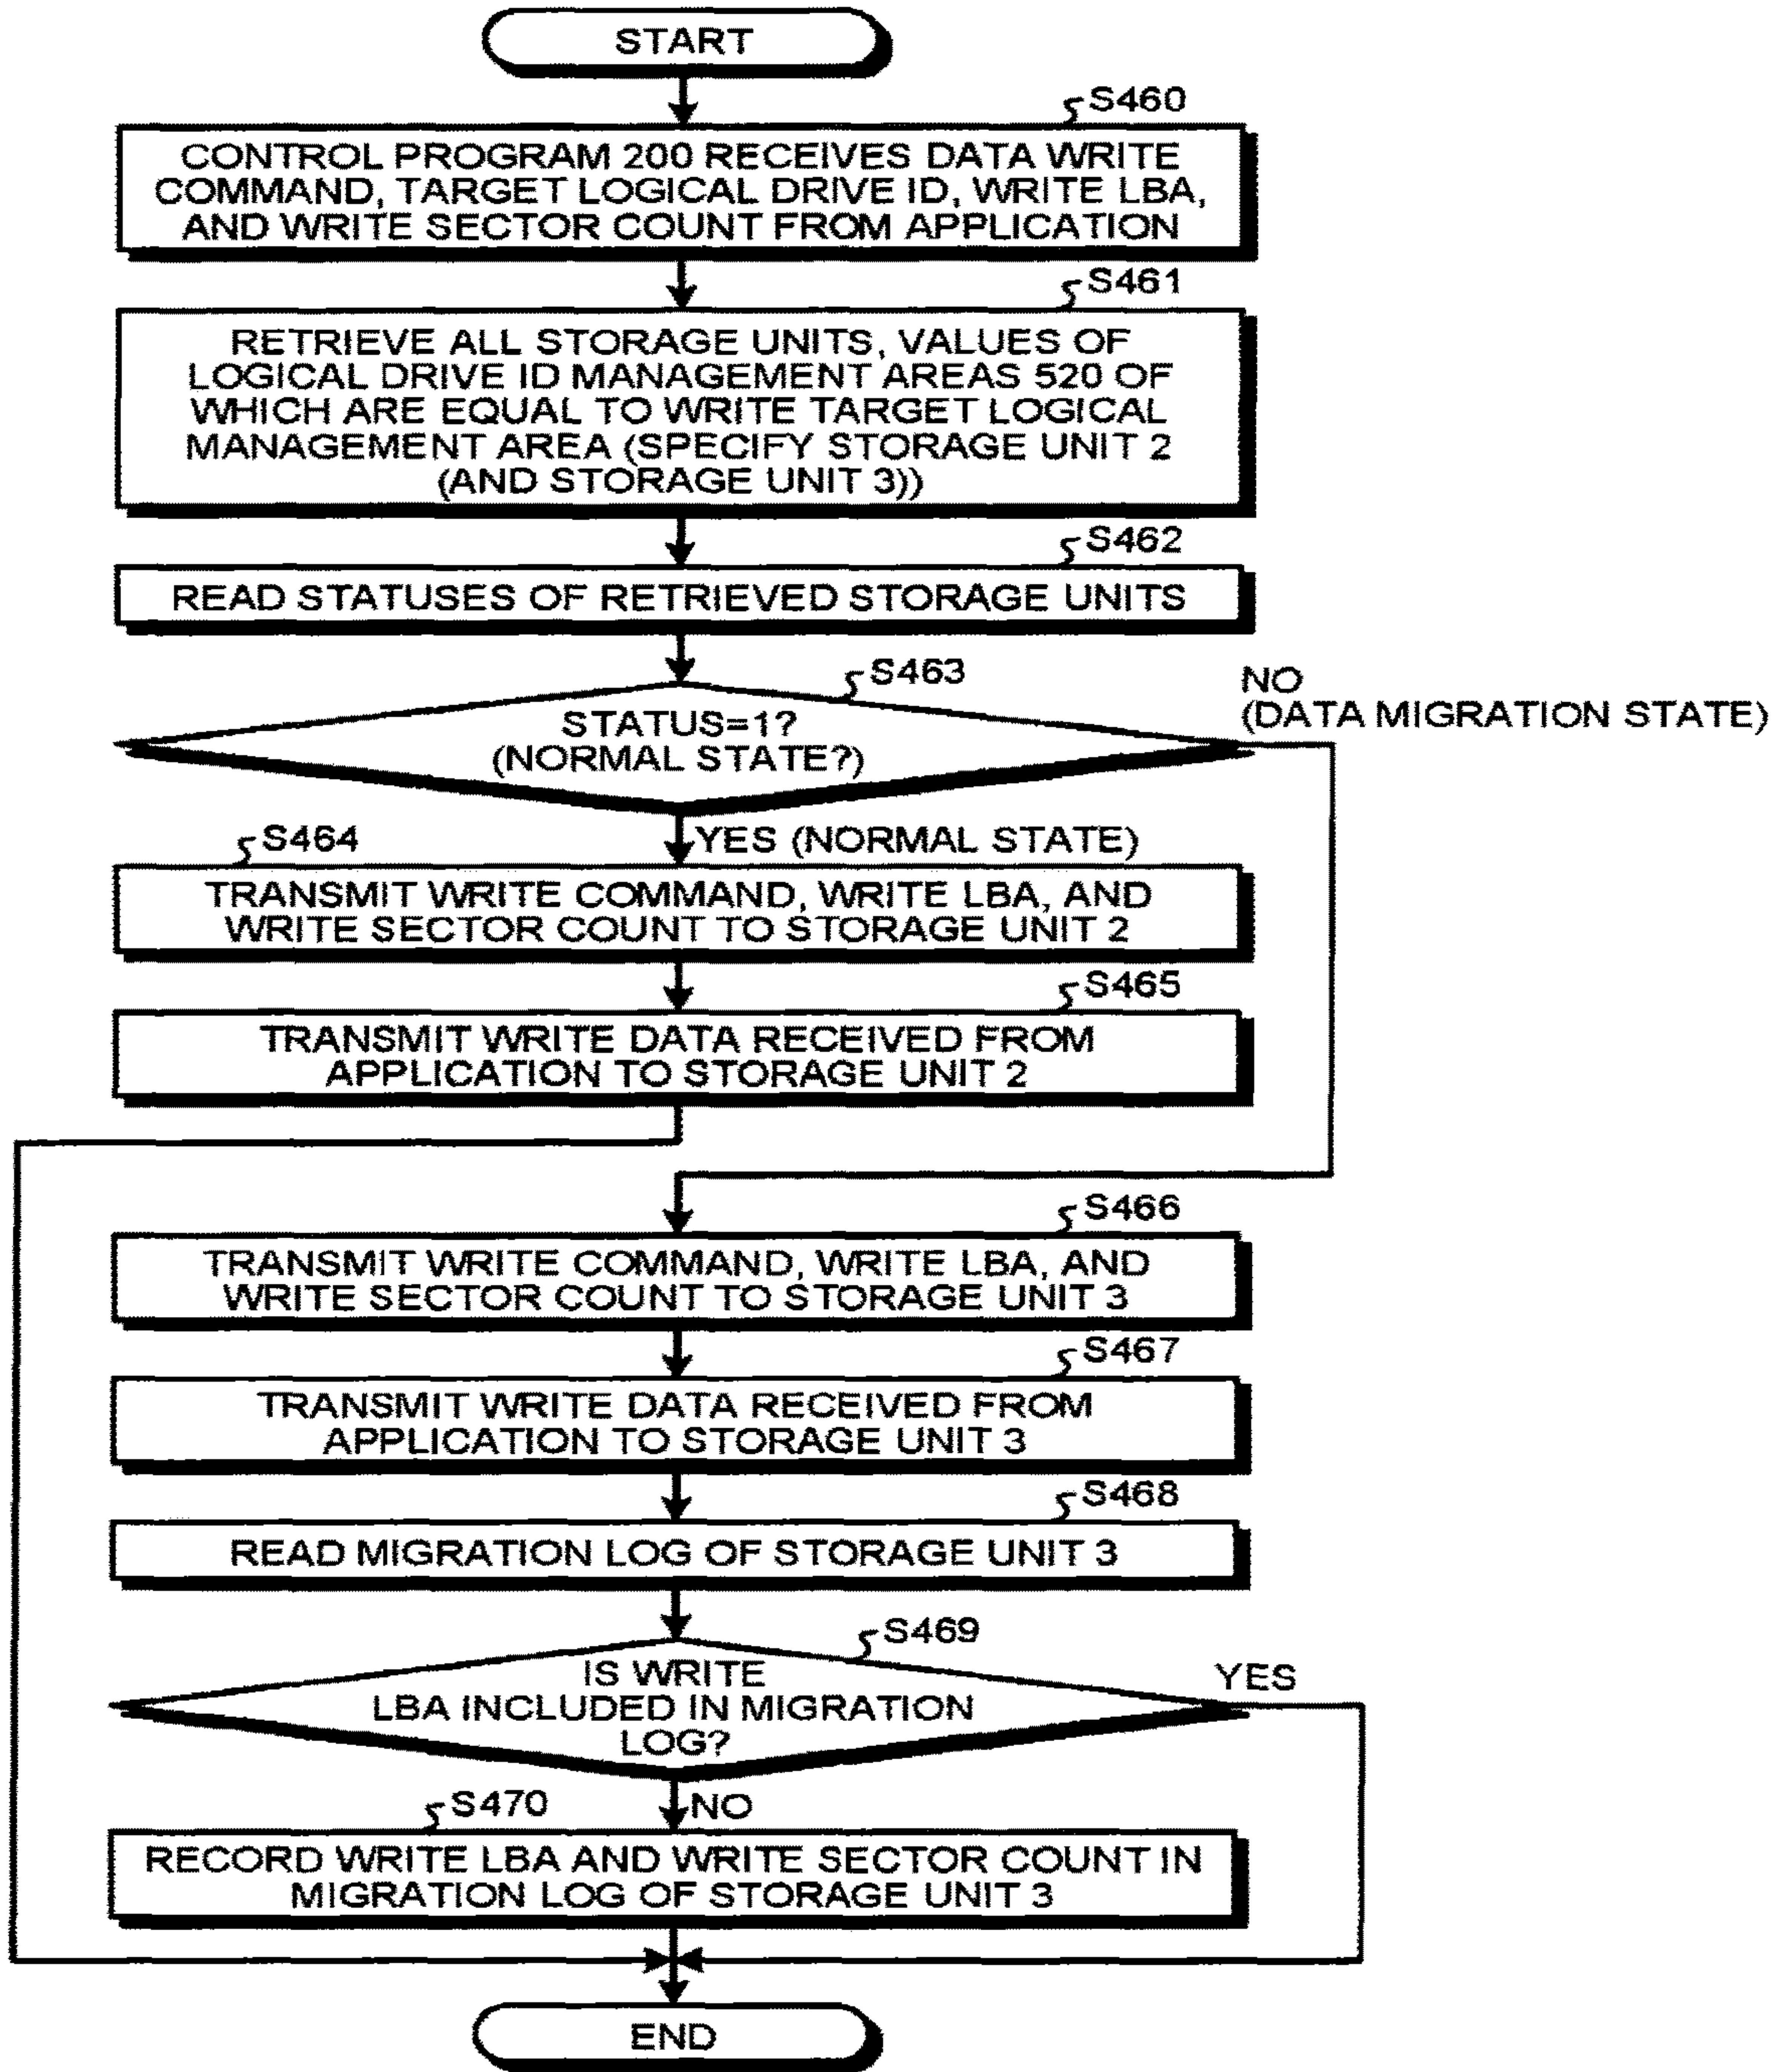 START
S460
CONTROL PROGRAM 200 RECEIVES DATA WRITE
COMMAND, TARGET LOGICAL DRIVE ID, WRITE LBA,
AND WRITE SECTOR COUNT FROM APPLICATION
S461
RETRIEVE ALL STORAGE UNITS, VALUES OF
LOGICAL DRIVE ID MANAGEMENT AREAS 520 OF
WHICH ARE EQUAL TO WRITE TARGET LOGICAL
MANAGEMENT AREA (SPECIFY STORAGE UNIT 2
(AND STORAGE UNIT 3))
S462
READ STATUSES OF RETRIEVED STORAGE UNITS
S463
STATUS=1?
(NORMAL STATE?)
NO
(DATA MIGRATION STATE)
YES (NORMAL STATE)
S464
TRANSMIT WRITE COMMAND, WRITE LBA, AND
WRITE SECTOR COUNT TO STORAGE UNIT 2
S465
TRANSMIT WRITE DATA RECEIVED FROM
APPLICATION TO STORAGE UNIT 2
S466
TRANSMIT WRITE COMMAND, WRITE LBA, AND
WRITE SECTOR COUNT TO STORAGE UNIT 3
S467
TRANSMIT WRITE DATA RECEIVED FROM
APPLICATION TO STORAGE UNIT 3
S468
READ MIGRATION LOG OF STORAGE UNIT 3
S469
IS WRITE
LBA INCLUDED IN MIGRATION
LOG?
YES
NO
S470
RECORD WRITE LBA AND WRITE SECTOR COUNT IN
MIGRATION LOG OF STORAGE UNIT 3
END